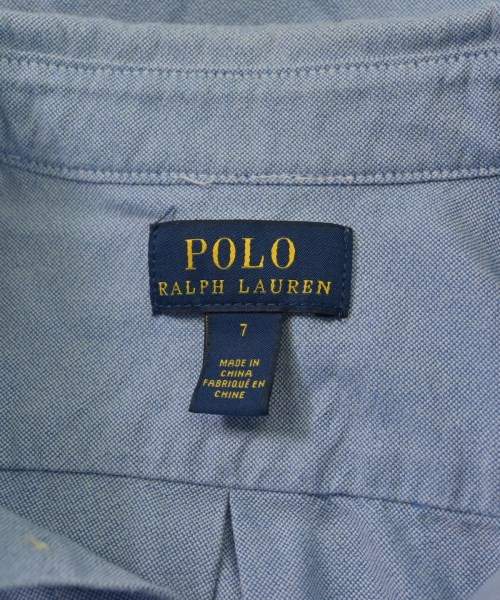 POLO
RALPH LAUREN
7
MADE IN
CHINA
FABRIQUÉ EN
CHINE